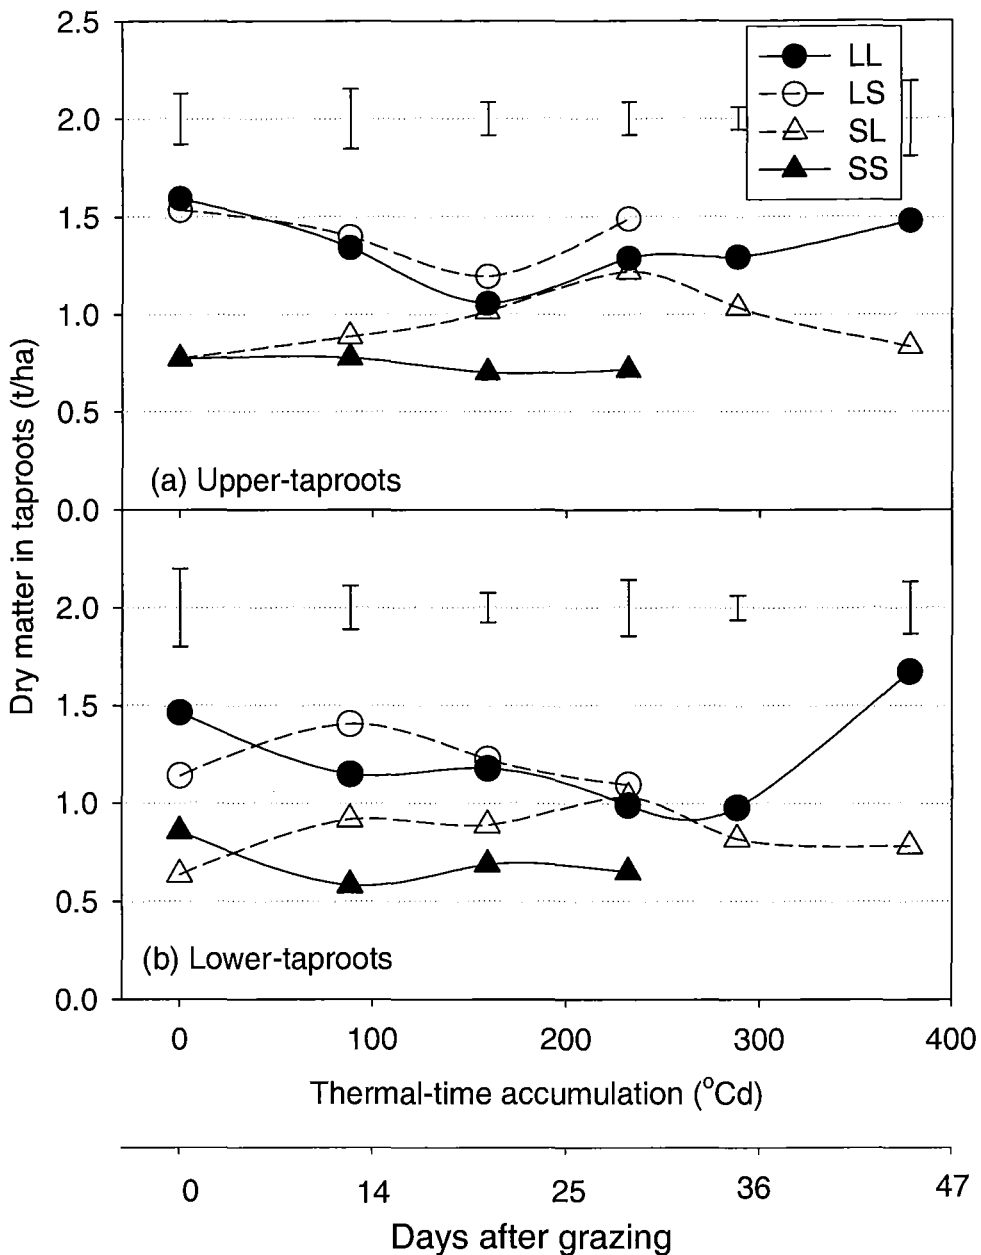 2.5
LL
LS
SL
SS
2.0
1.5
1.0
0.5
(a) Upper-taproots
0.0
Dry matter in taproots (t/ha)
2.0
1.5
1.0
0.5
(b) Lower-taproots
0.0
0 100 200 300 400
Thermal-time accumulation (°Cd)
0 14 25 36 47
Days after grazing